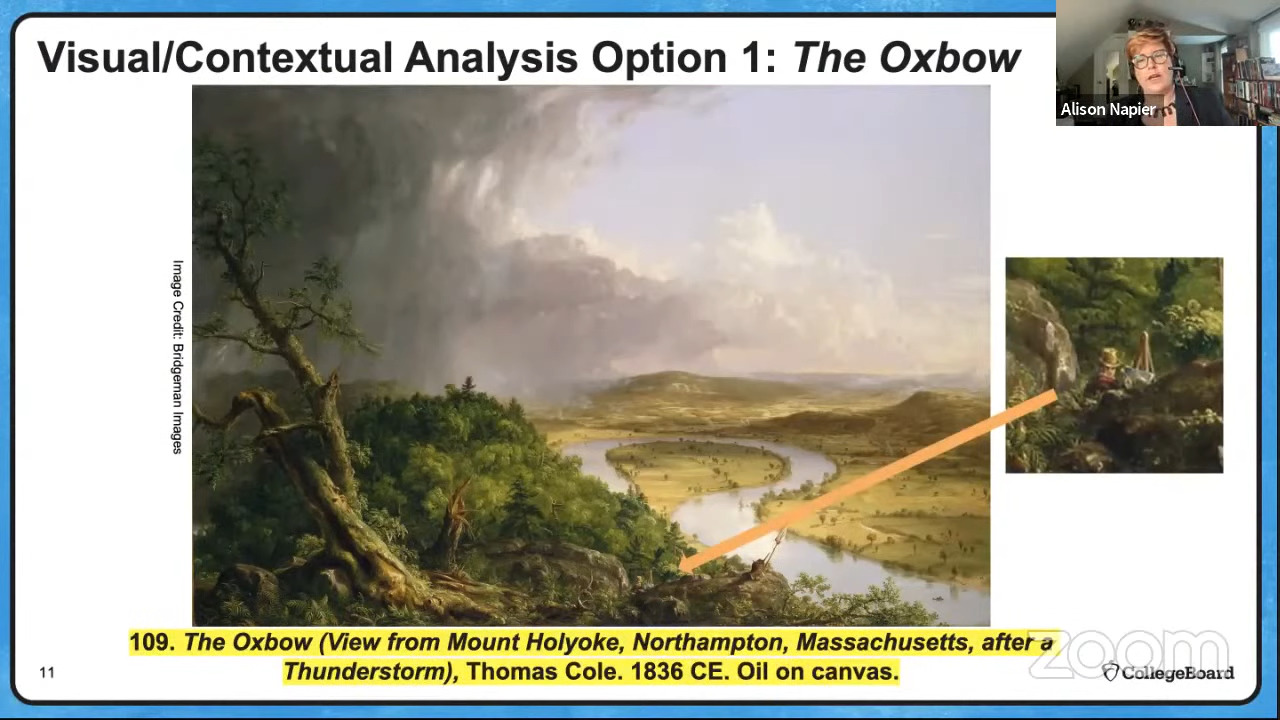 Visual/Contextual Analysis Option 1: The Oxbow
Alison Napier
Image Credit: Bridgeman Images
109. The Oxbow (View from Mount Holyoke, Northampton, Massachusetts, after a
Thunderstorm), Thomas Cole. 1836 CE. Oil on canvas.
zoom
11
CollegeBoard